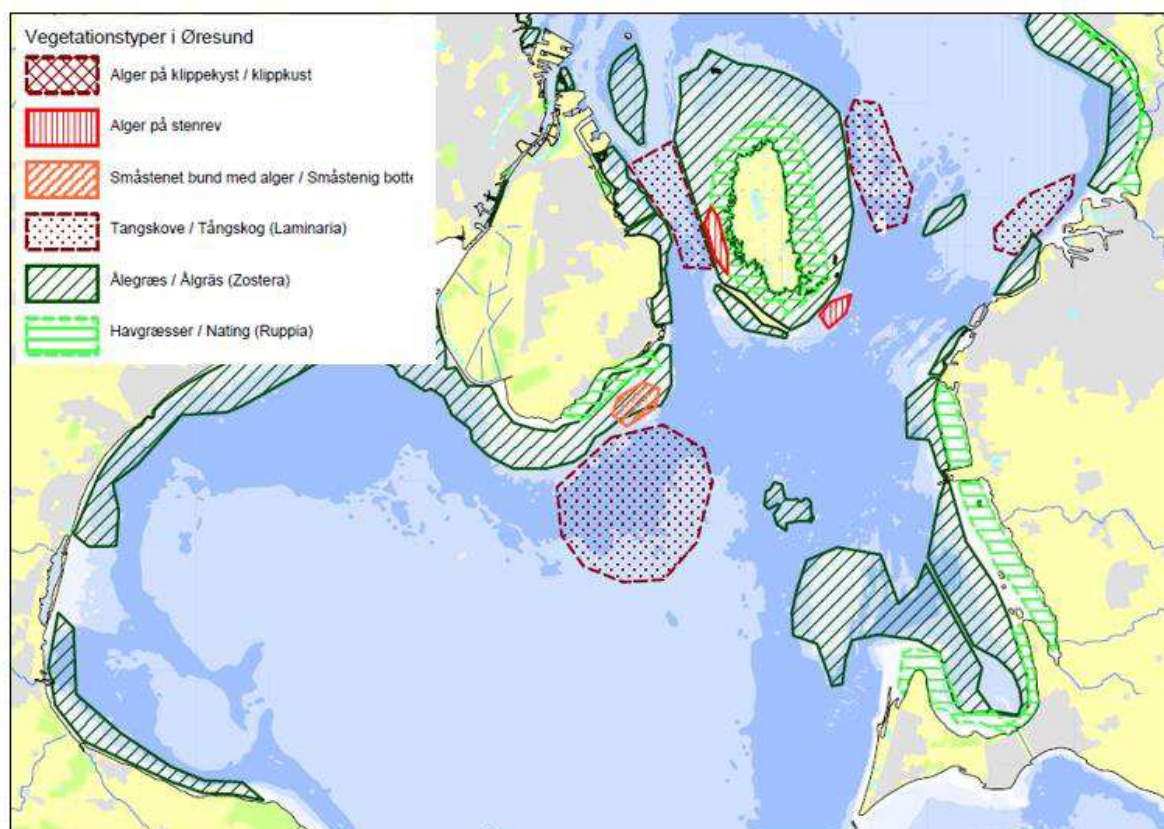 Vegetationstyper i Øresund
Alger på klippekyst / klippkust
Alger på stenrev
Småstenet bund med alger / Småstenig botte
Tangskove / Tångskog (Laminaria)
Ålegræs / Ålgräs (Zostera)
Havgræsser / Nating (Ruppia)